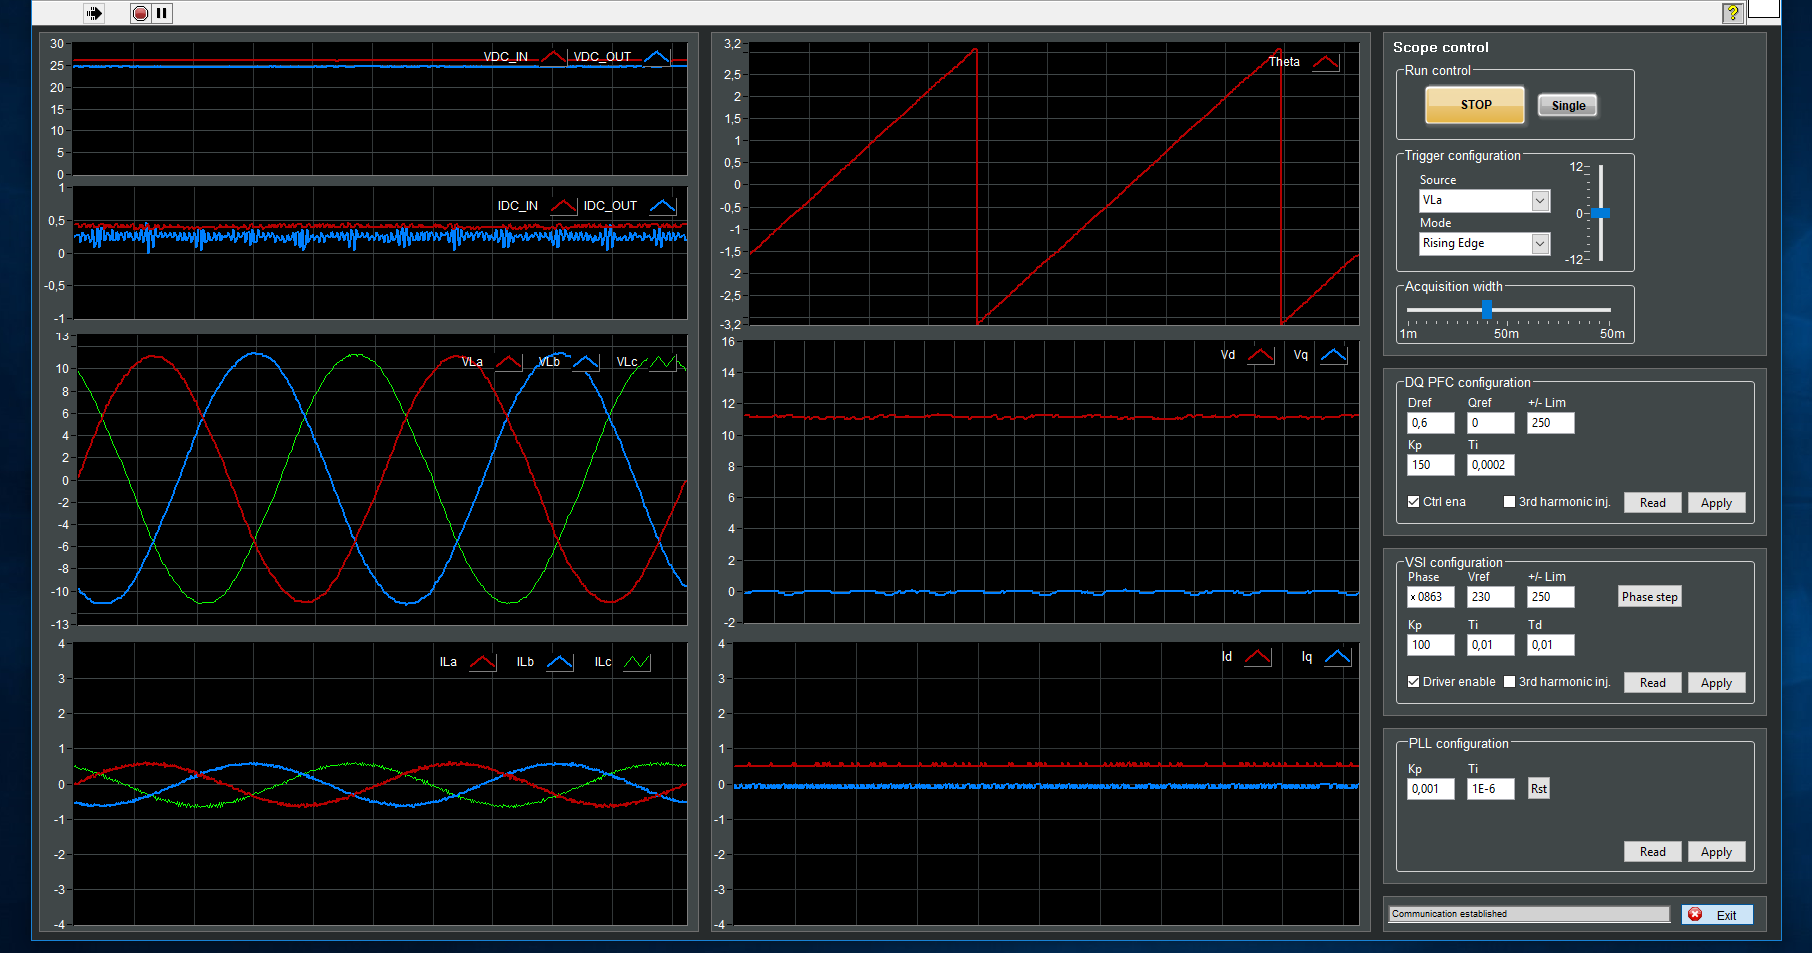 VDC_IN VDC_OUT
30
25
20
15
10
5
0
IDC_IN IDC_OUT
1
0,5
0
-0,5
-1
VLa VLb VLc
13
10
8
6
4
2
0
-2
-4
-6
-8
-10
-13
ILa ILb ILc
4
3
2
1
0
-1
-2
-3
-4
Theta
3,2
2,5
2
1,5
1
0,5
0
-0,5
-1
-1,5
-2
-2,5
-3,2
Vd Vq
16
14
12
10
8
6
4
2
0
-2
Id Iq
4
3
2
1
0
-1
-2
-3
-4
?
Scope control
Run control
STOP Single
Trigger configuration
Source
VLa
Mode
Rising Edge
12
0
-12
Acquisition width
1m 50m 50m
DQ PFC configuration
Dref Qref +/- Lim
0,6 0 250
Kp Ti
150 0,0002
Ctrl ena 3rd harmonic inj. Read Apply
VSI configuration
Phase Vref +/- Lim
x 0863 230 250 Phase step
Kp Ti Td
100 0,01 0,01
Driver enable 3rd harmonic inj. Read Apply
PLL configuration
Kp Ti
0,001 1E-6 Rst
Read Apply
Communication established Exit